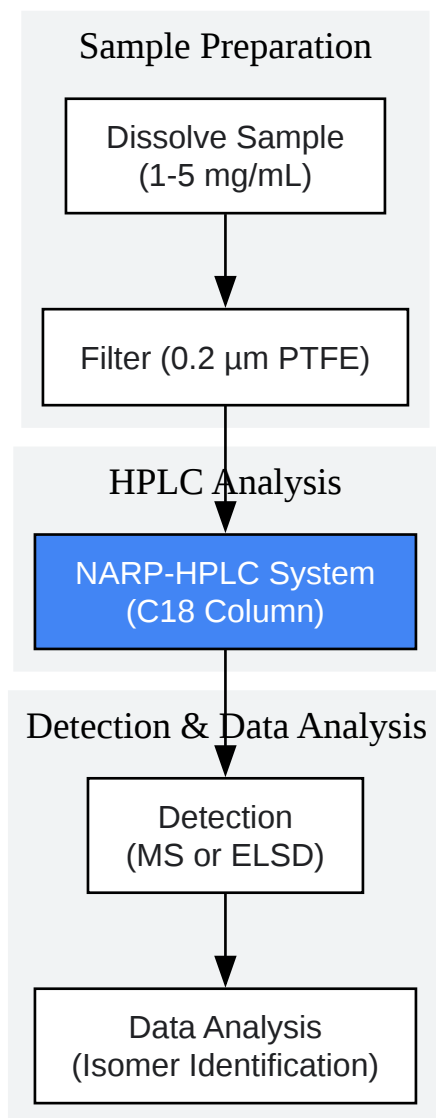 Sample Preparation
Dissolve Sample
(1-5 mg/mL)
Filter (0.2 µm PTFE)
HPLC Analysis
NARP-HPLC System
(C18 Column)
Detection & Data Analysis
Detection
(MS or ELSD)
Data Analysis
(Isomer Identification)